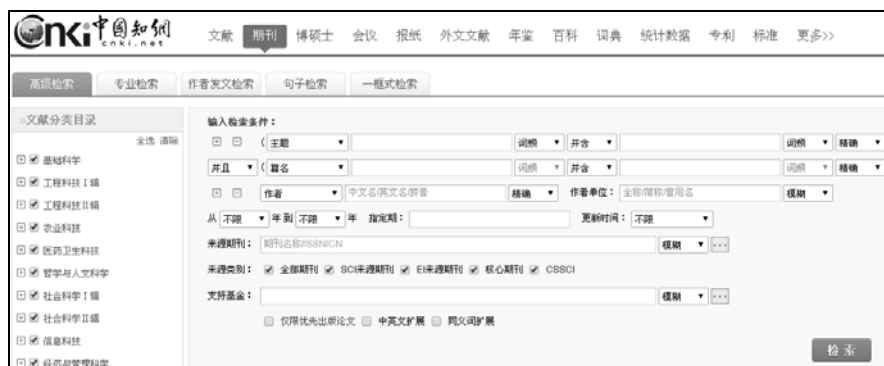 Cnki中国知网
cnki.net
文献 期刊 博硕士 会议 报纸 外文文献 年鉴 百科 词典 统计数据 专利 标准 更多>>
高级检索 专业检索 作者发文检索 句子检索 一框式检索
»文献分类目录
全选 清除
基础科学
工程科技Ⅰ辑
工程科技Ⅱ辑
农业科技
医药卫生科技
哲学与人文科学
社会科学Ⅰ辑
社会科学Ⅱ辑
信息科技
经济与管理科学
输入检索条件：
( 主题 词频 并含 词频 精确
并且 ( 篇名 词频 并含 词频 精确
作者 中文名/英文名/拼音 精确 作者单位： 全称/简称/曾用名 模糊
从 不限 年到 不限 年 指定期： 更新时间： 不限
来源期刊： 期刊名称/ISSN/CN 模糊 ...
来源类别： 全部期刊 SCI来源期刊 EI来源期刊 核心期刊 CSSCI
支持基金： 模糊 ...
仅限优先出版论文 中英文扩展 同义词扩展
检索